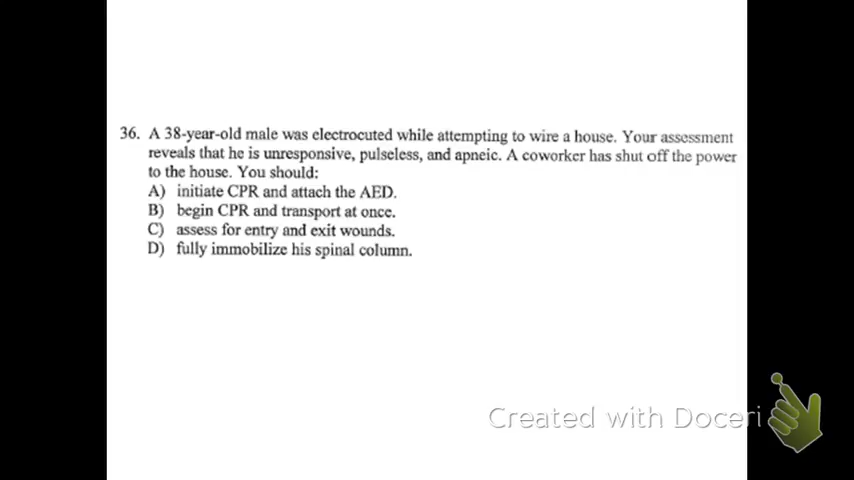 36. A 38-year-old male was electrocuted while attempting to wire a house. Your assessment
reveals that he is unresponsive, pulseless, and apneic. A coworker has shut off the power
to the house. You should:
A) initiate CPR and attach the AED.
B) begin CPR and transport at once.
C) assess for entry and exit wounds.
D) fully immobilize his spinal column.
Created with Doceri